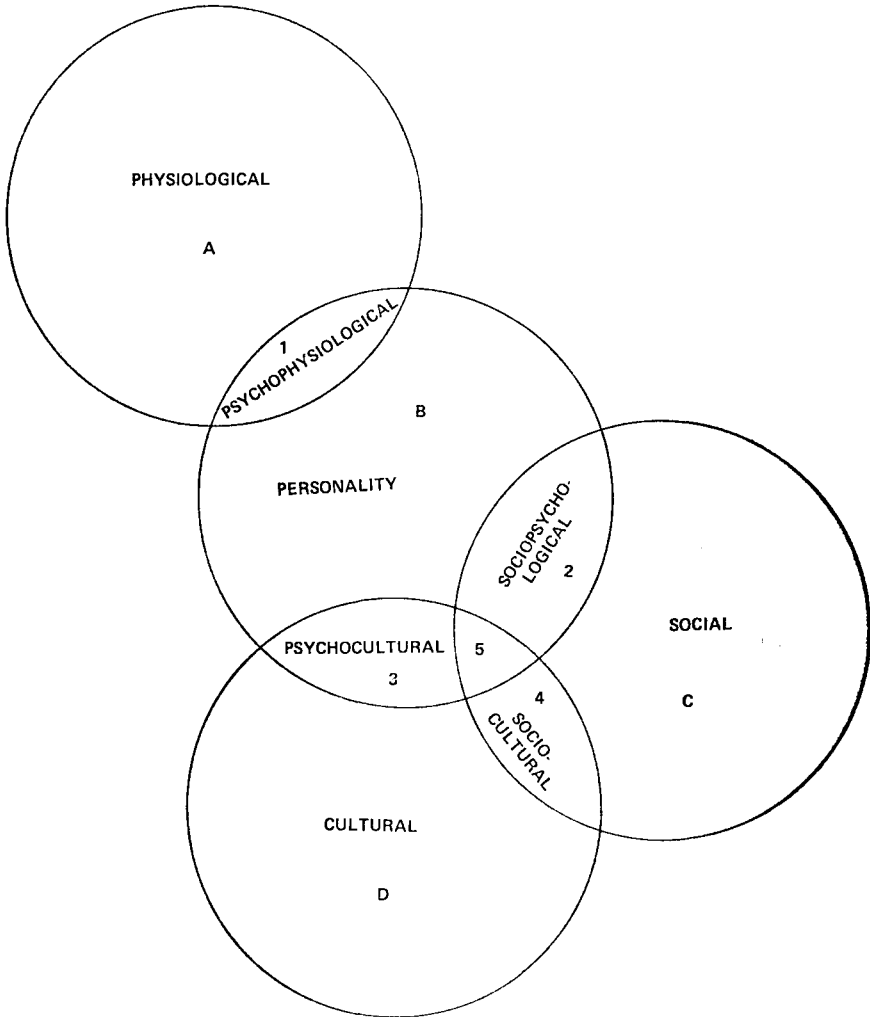 PHYSIOLOGICAL
A
1
PSYCHOPHYSIOLOGICAL
B
PERSONALITY
SOCIOPSYCHO-
LOGICAL
2
SOCIAL
C
PSYCHOCULTURAL
3
5
4
SOCIO-
CULTURAL
CULTURAL
D